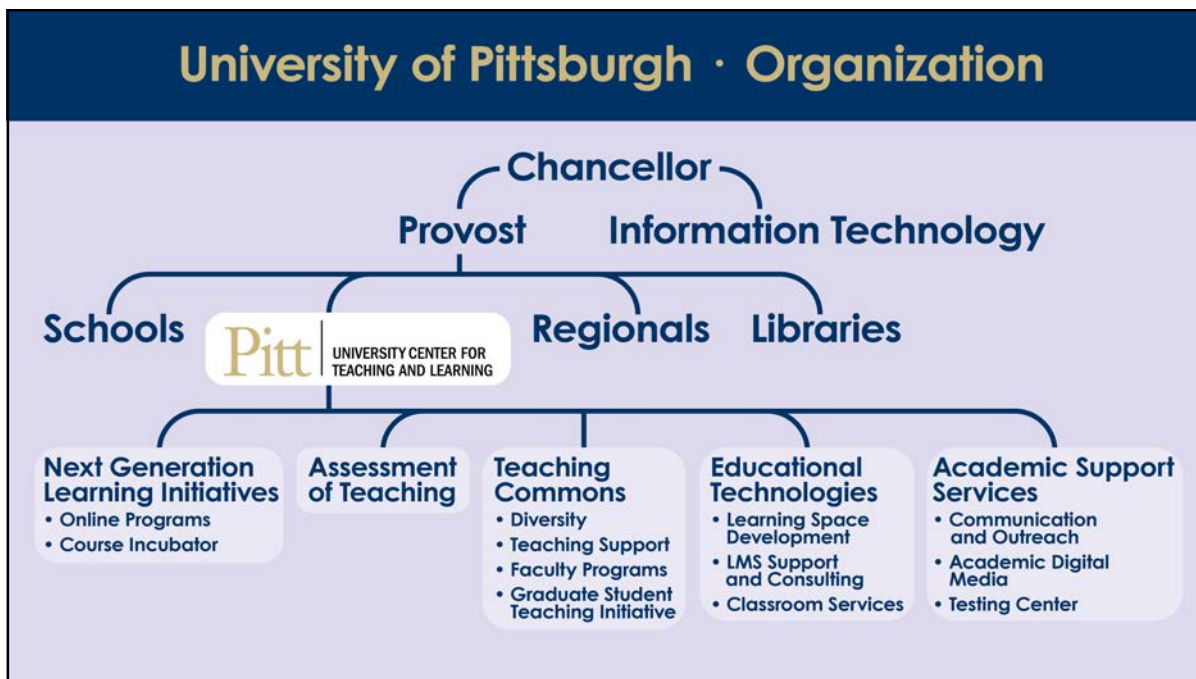 University of Pittsburgh · Organization
Chancellor
Provost
Information Technology
Schools
Pitt
UNIVERSITY CENTER FOR
TEACHING AND LEARNING
Regionals
Libraries
Next Generation
Learning Initiatives
• Online Programs
• Course Incubator
Assessment
of Teaching
Teaching
Commons
• Diversity
• Teaching Support
• Faculty Programs
• Graduate Student
Teaching Initiative
Educational
Technologies
• Learning Space
Development
• LMS Support
and Consulting
• Classroom Services
Academic Support
Services
• Communication
and Outreach
• Academic Digital
Media
• Testing Center